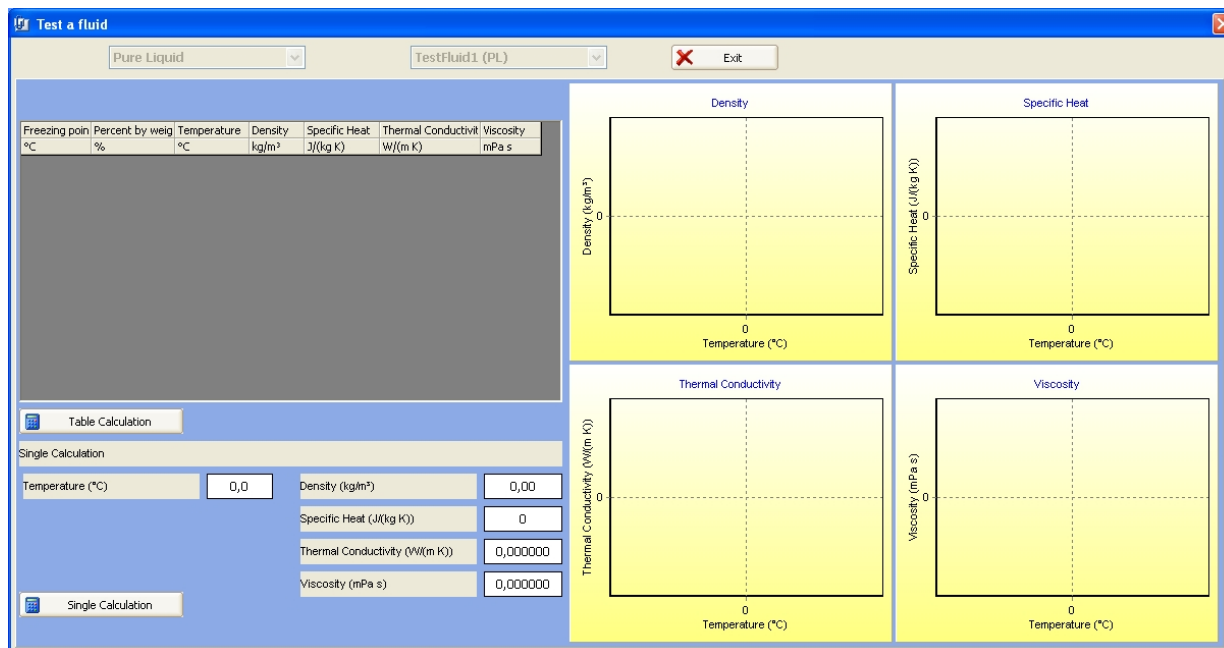 Test a fluid
Pure Liquid TestFluid1 (PL) Exit
Freezing poin Percent by weig Temperature Density Specific Heat Thermal Conductivit Viscosity
°C % °C kg/m³ J/(kg K) W/(m K) mPa s
Table Calculation
Single Calculation
Temperature (°C) 0,0 Density (kg/m³) 0,00
Specific Heat (J/(kg K)) 0
Thermal Conductivity (W/(m K)) 0,000000
Viscosity (mPa s) 0,000000
Single Calculation
Density
Density (kg/m³)
0
0
Temperature (°C)
Specific Heat
Specific Heat (J/(kg K))
0
0
Temperature (°C)
Thermal Conductivity
Thermal Conductivity (W/(m K))
0
0
Temperature (°C)
Viscosity
Viscosity (mPa s)
0
0
Temperature (°C)